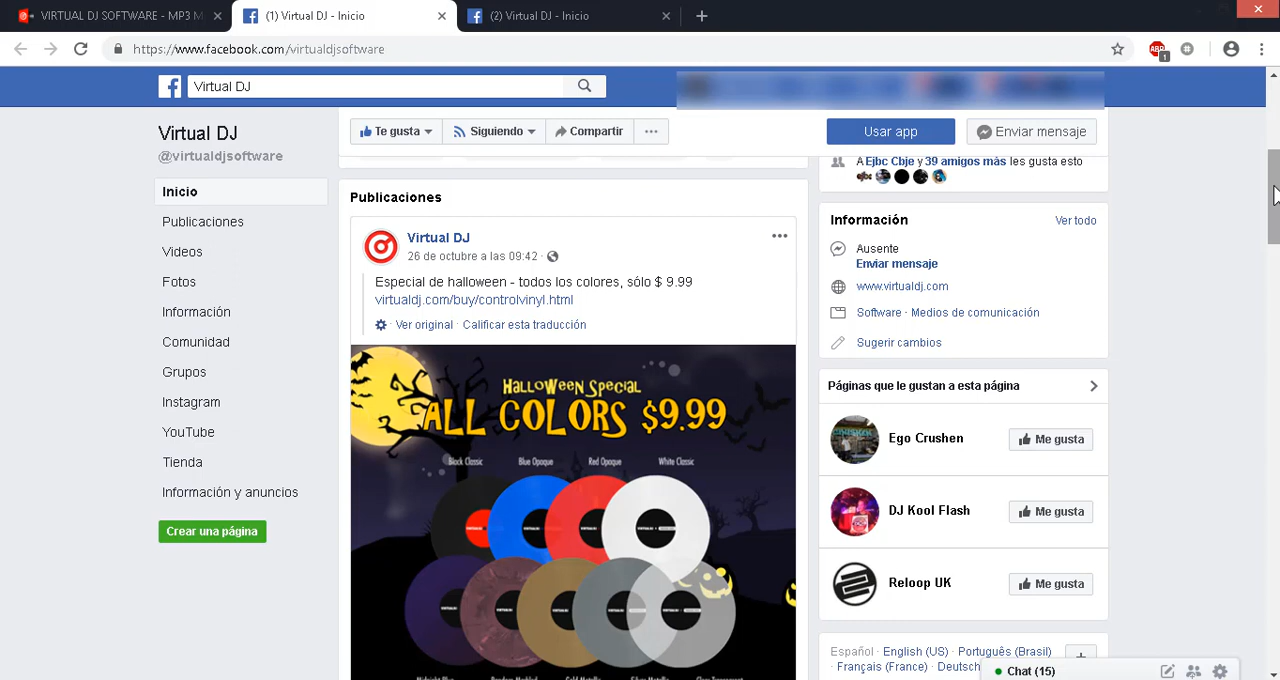 VIRTUAL DJ SOFTWARE - MP3 M
(1) Virtual DJ - Inicio
(2) Virtual DJ - Inicio
https://www.facebook.com/virtualdjsoftware
ABP
1
Virtual DJ
Virtual DJ
@virtualdjsoftware
Inicio
Publicaciones
Videos
Fotos
Información
Comunidad
Grupos
Instagram
YouTube
Tienda
Información y anuncios
Crear una página
Te gusta
Siguiendo
Compartir
Usar app
Enviar mensaje
Publicaciones
Virtual DJ
26 de octubre a las 09:42
Especial de halloween - todos los colores, sólo $ 9.99
virtualdj.com/buy/controlvinyl.html
Ver original · Calificar esta traducción
HALLOWEEN SPECIAL
ALL COLORS $9.99
Black Classic Blue Opaque Red Opaque White Classic
A Ejbc Cbje y 39 amigos más les gusta esto
Información
Ver todo
Ausente
Enviar mensaje
www.virtualdj.com
Software · Medios de comunicación
Sugerir cambios
Páginas que le gustan a esta página
Ego Crushen
Me gusta
DJ Kool Flash
Me gusta
Reloop UK
Me gusta
Español · English (US) · Português (Brasil)
· Français (France) · Deutsch
Chat (15)